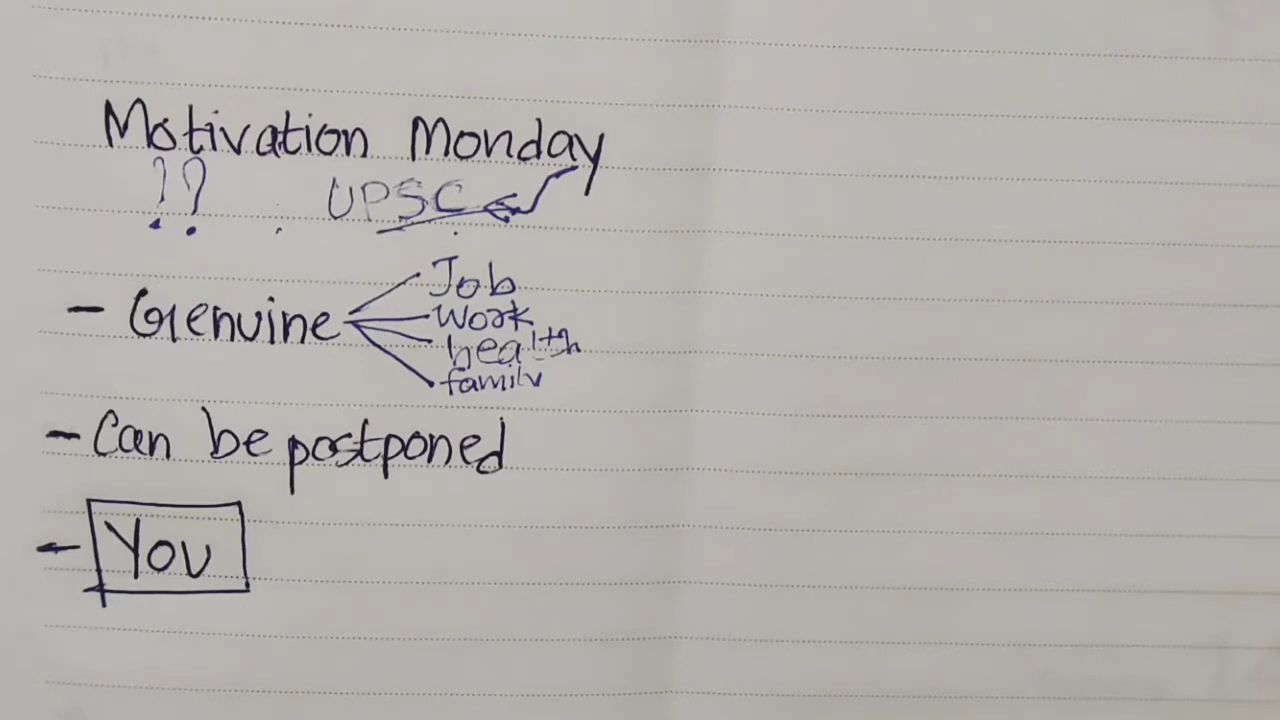 Motivation Monday
?? UPSC
- Genuine
Job
Work
health
family
- Can be postponed
- You